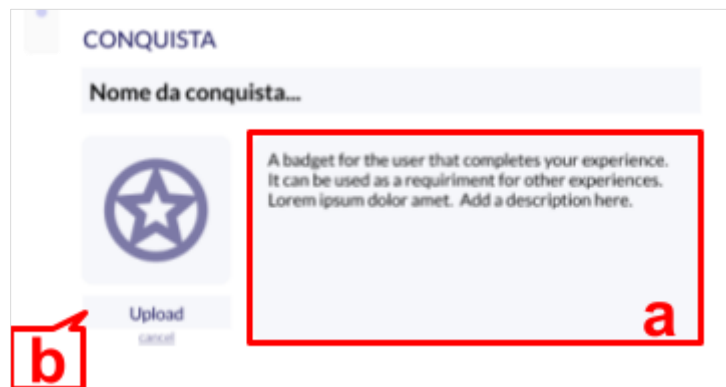 CONQUISTA
Nome da conquista...
A badget for the user that completes your experience.
It can be used as a requiriment for other experiences.
Lorem ipsum dolor amet. Add a description here.
a
Upload
cancel
b